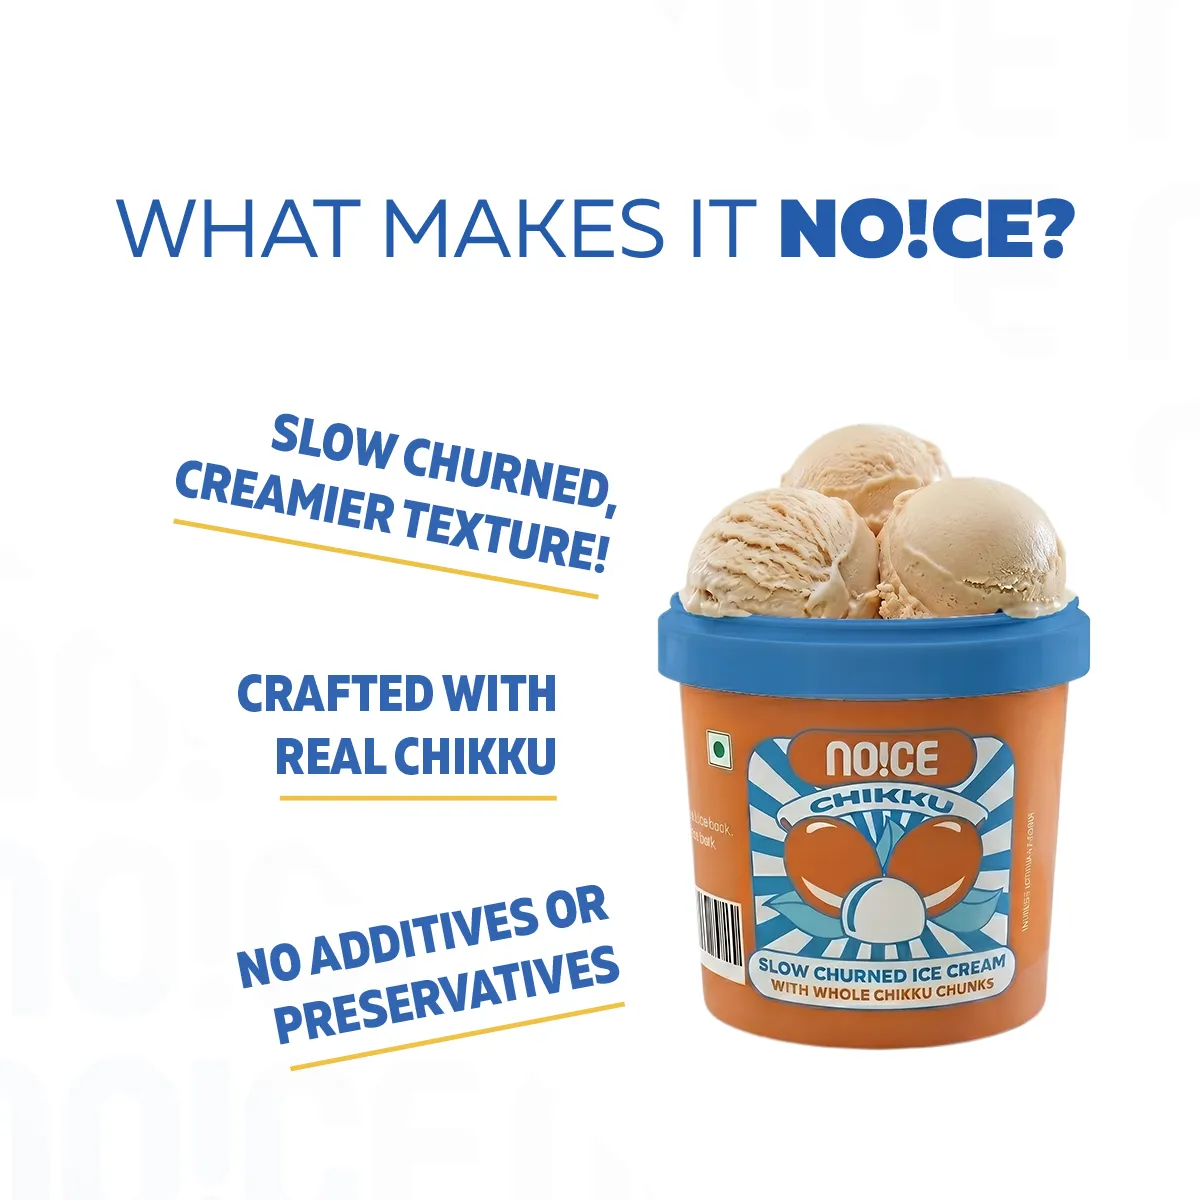 WHAT MAKES IT NO!CE?
SLOW CHURNED,
CREAMIER TEXTURE!
CRAFTED WITH
REAL CHIKKU
NO ADDITIVES OR
PRESERVATIVES
NO!CE
CHIKKU
SLOW CHURNED ICE CREAM
WITH WHOLE CHIKKU CHUNKS